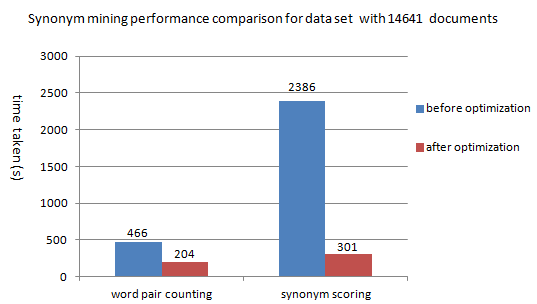 Synonym mining performance comparison for data set with 14641 documents
3000
2500
2000
1500
1000
500
0
time taken(s)
466
204
2386
301
word pair counting
synonym scoring
before optimization
after optimization